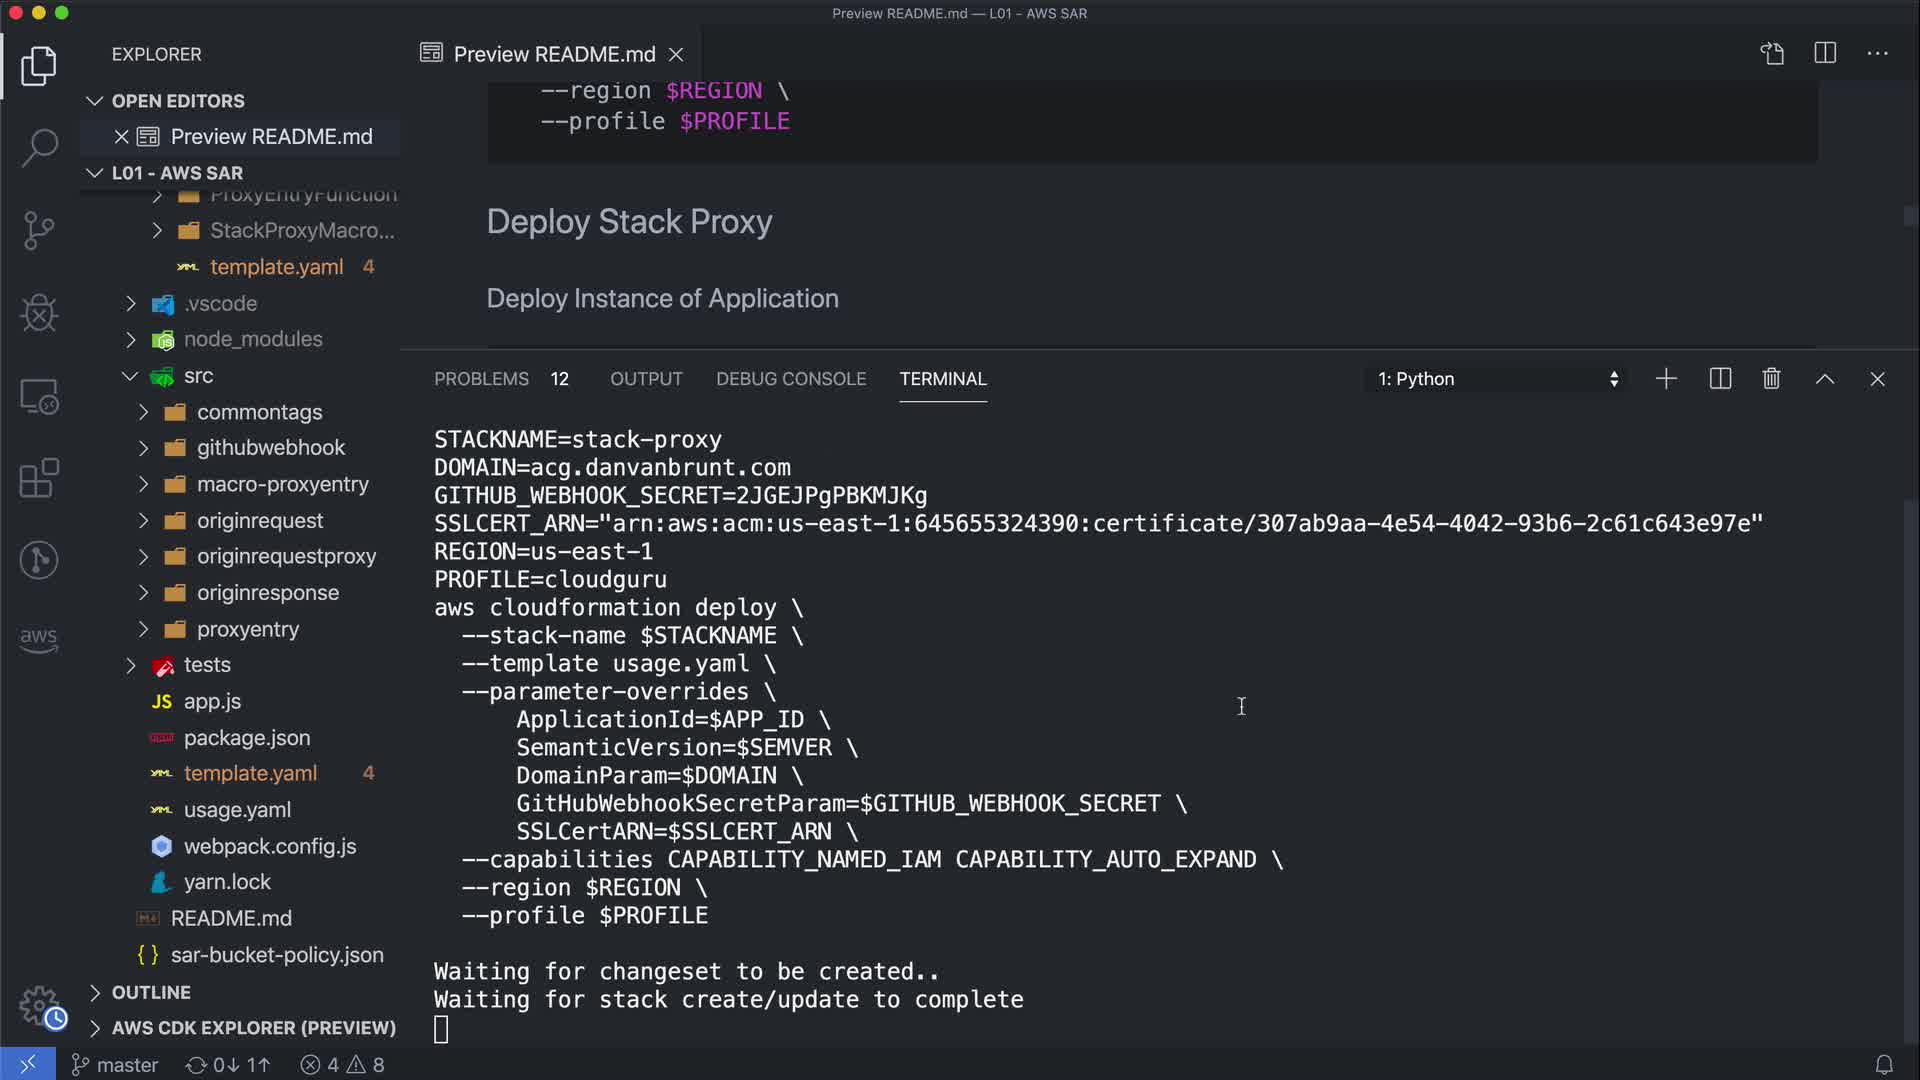 Preview README.md — L01 - AWS SAR
EXPLORER
OPEN EDITORS
Preview README.md
L01 - AWS SAR
ProxyEntryFunction
StackProxyMacro...
template.yaml 4
.vscode
node_modules
src
commontags
githubwebhook
macro-proxyentry
originrequest
originrequestproxy
originresponse
proxyentry
tests
JS app.js
package.json
template.yaml 4
usage.yaml
webpack.config.js
yarn.lock
README.md
{} sar-bucket-policy.json
OUTLINE
AWS CDK EXPLORER (PREVIEW)
aws
Preview README.md
--region $REGION \
--profile $PROFILE
Deploy Stack Proxy
Deploy Instance of Application
PROBLEMS 12 OUTPUT DEBUG CONSOLE TERMINAL 1: Python
STACKNAME=stack-proxy
DOMAIN=acg.danvanbrunt.com
GITHUB_WEBHOOK_SECRET=2JGEJPgPBKMJKg
SSLCERT_ARN="arn:aws:acm:us-east-1:645655324390:certificate/307ab9aa-4e54-4042-93b6-2c61c643e97e"
REGION=us-east-1
PROFILE=cloudguru
aws cloudformation deploy \
--stack-name $STACKNAME \
--template usage.yaml \
--parameter-overrides \
ApplicationId=$APP_ID \
SemanticVersion=$SEMVER \
DomainParam=$DOMAIN \
GitHubWebhookSecretParam=$GITHUB_WEBHOOK_SECRET \
SSLCertARN=$SSLCERT_ARN \
--capabilities CAPABILITY_NAMED_IAM CAPABILITY_AUTO_EXPAND \
--region $REGION \
--profile $PROFILE
Waiting for changeset to be created..
Waiting for stack create/update to complete
master 0↓ 1↑ 4 8